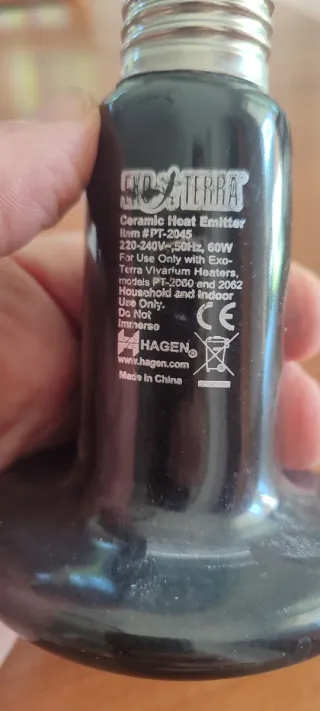 EXO TERRA
Ceramic Heat Emitter
Item #PT-2045
220-240V~,50Hz, 60W
For Use Only with Exo-
Terra Vivarium Heaters,
models PT-2060 and 2062
Household and Indoor
Use Only.
Do Not
Immerse
CE
HAGEN®
www.hagen.com
Made in China